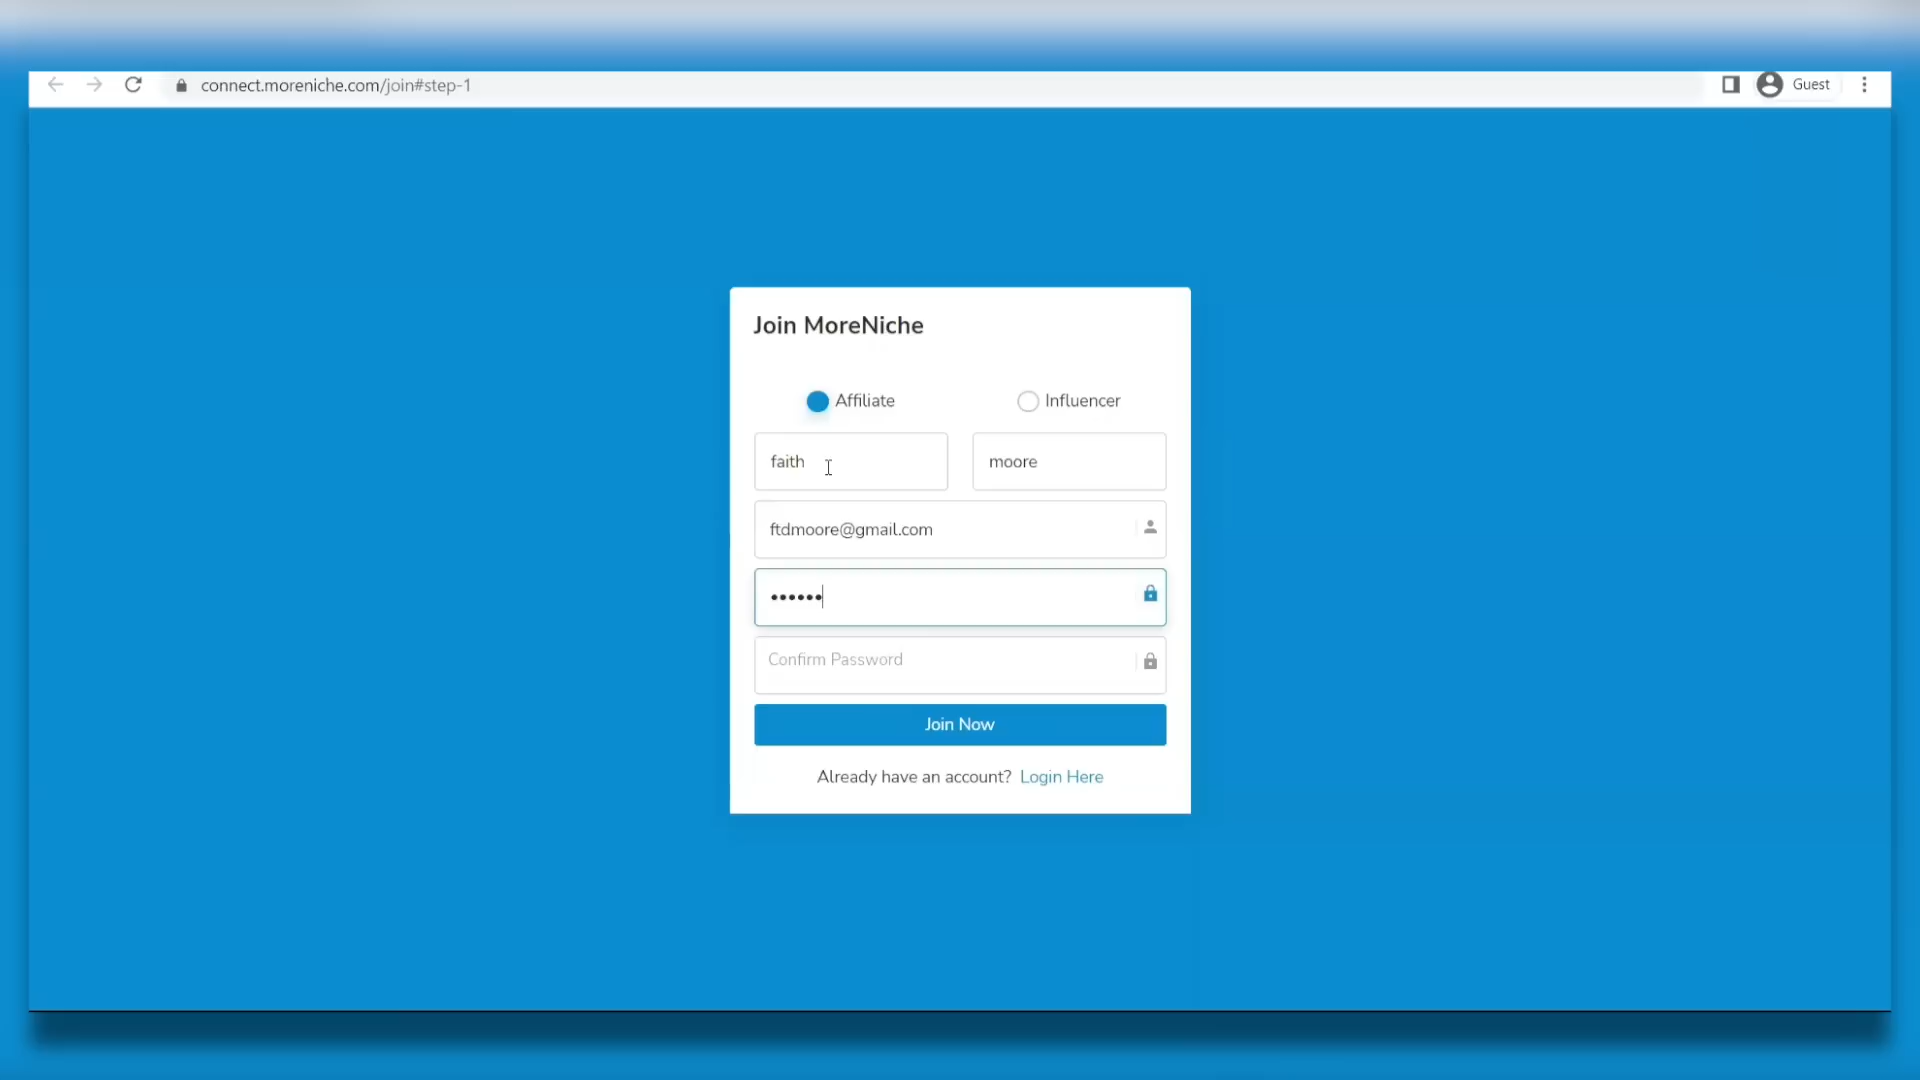 connect.moreniche.com/join#step-1
Guest
Join MoreNiche
Affiliate
Influencer
faith
moore
ftdmoore@gmail.com
••••••
Confirm Password
Join Now
Already have an account? Login Here